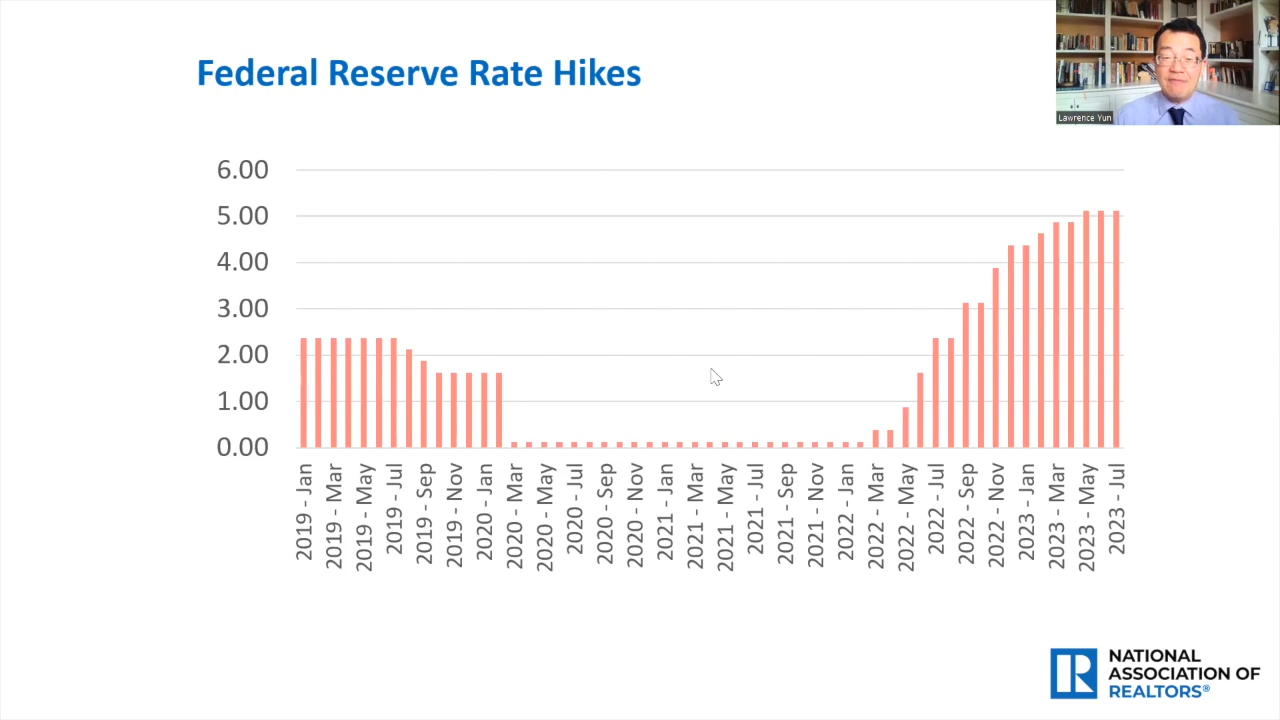 Federal Reserve Rate Hikes
Lawrence Yun
6.00
5.00
4.00
3.00
2.00
1.00
0.00
2019 - Jan
2019 - Mar
2019 - May
2019 - Jul
2019 - Sep
2019 - Nov
2020 - Jan
2020 - Mar
2020 - May
2020 - Jul
2020 - Sep
2020 - Nov
2021 - Jan
2021 - Mar
2021 - May
2021 - Jul
2021 - Sep
2021 - Nov
2022 - Jan
2022 - Mar
2022 - May
2022 - Jul
2022 - Sep
2022 - Nov
2023 - Jan
2023 - Mar
2023 - May
2023 - Jul
NATIONAL
ASSOCIATION OF
REALTORS®